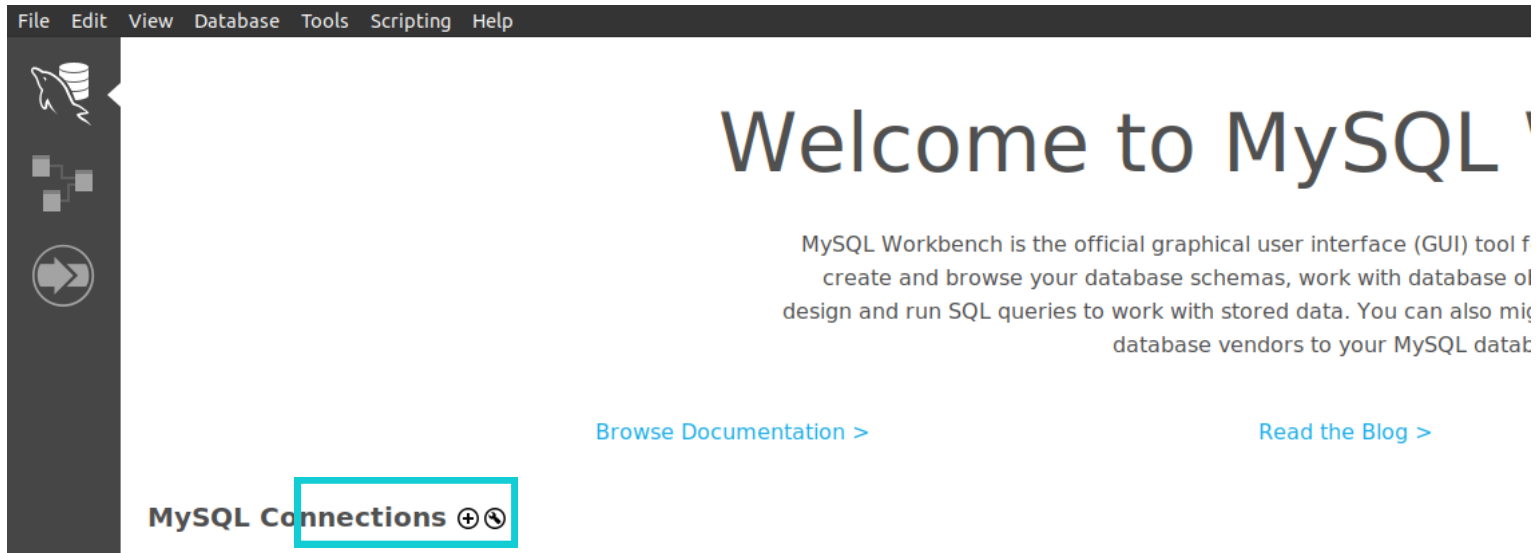 File Edit View Database Tools Scripting Help
Welcome to MySQL
MySQL Workbench is the official graphical user interface (GUI) tool
create and browse your database schemas, work with database
design and run SQL queries to work with stored data. You can also
database vendors to your MySQL
Browse Documentation > Read the Blog >
MySQL Connections